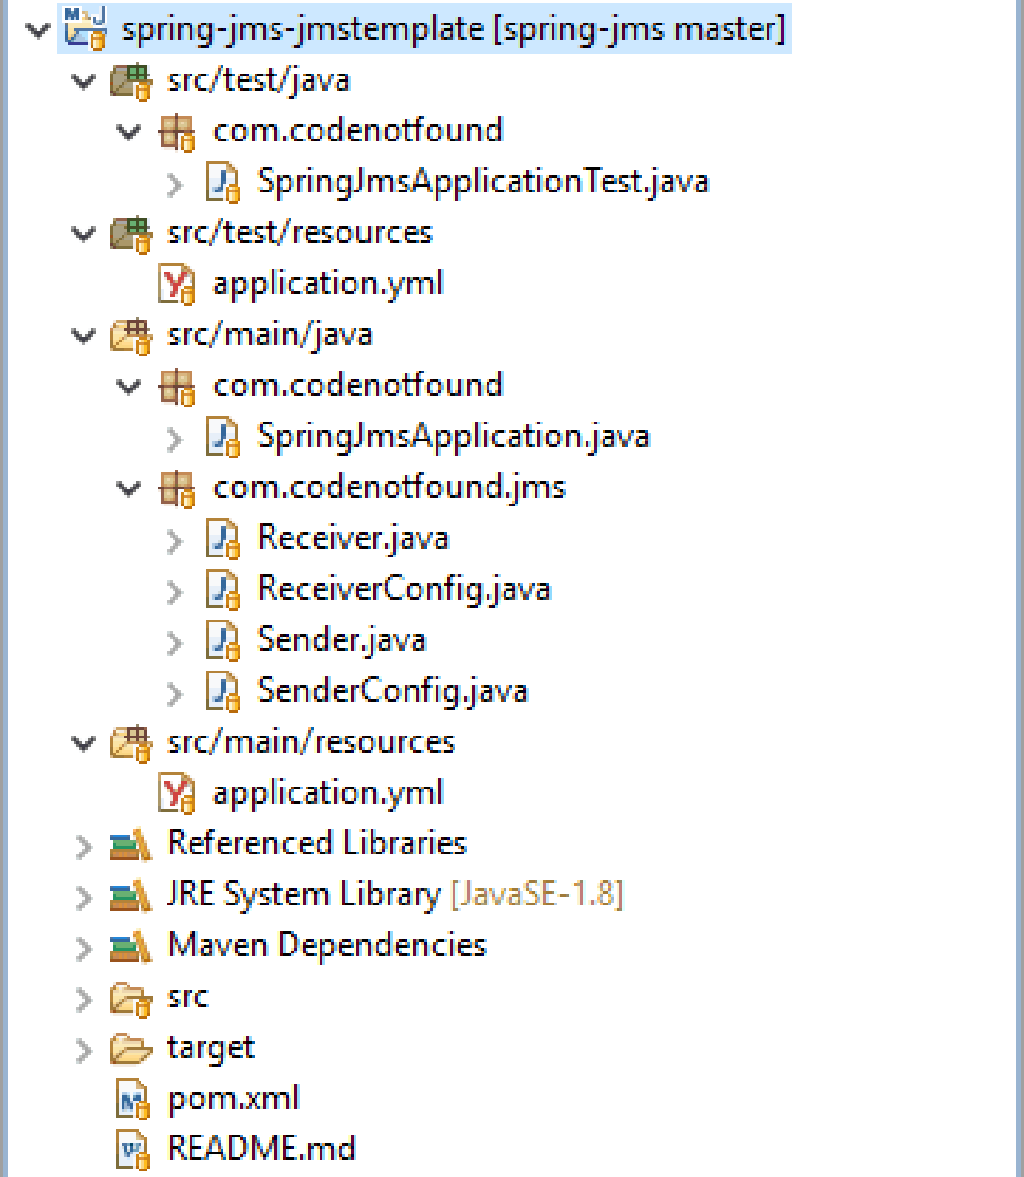 spring-jms-jmstemplate [spring-jms master]
src/test/java
com.codenotfound
SpringJmsApplicationTest.java
src/test/resources
application.yml
src/main/java
com.codenotfound
SpringJmsApplication.java
com.codenotfound.jms
Receiver.java
ReceiverConfig.java
Sender.java
SenderConfig.java
src/main/resources
application.yml
Referenced Libraries
JRE System Library [JavaSE-1.8]
Maven Dependencies
src
target
pom.xml
README.md